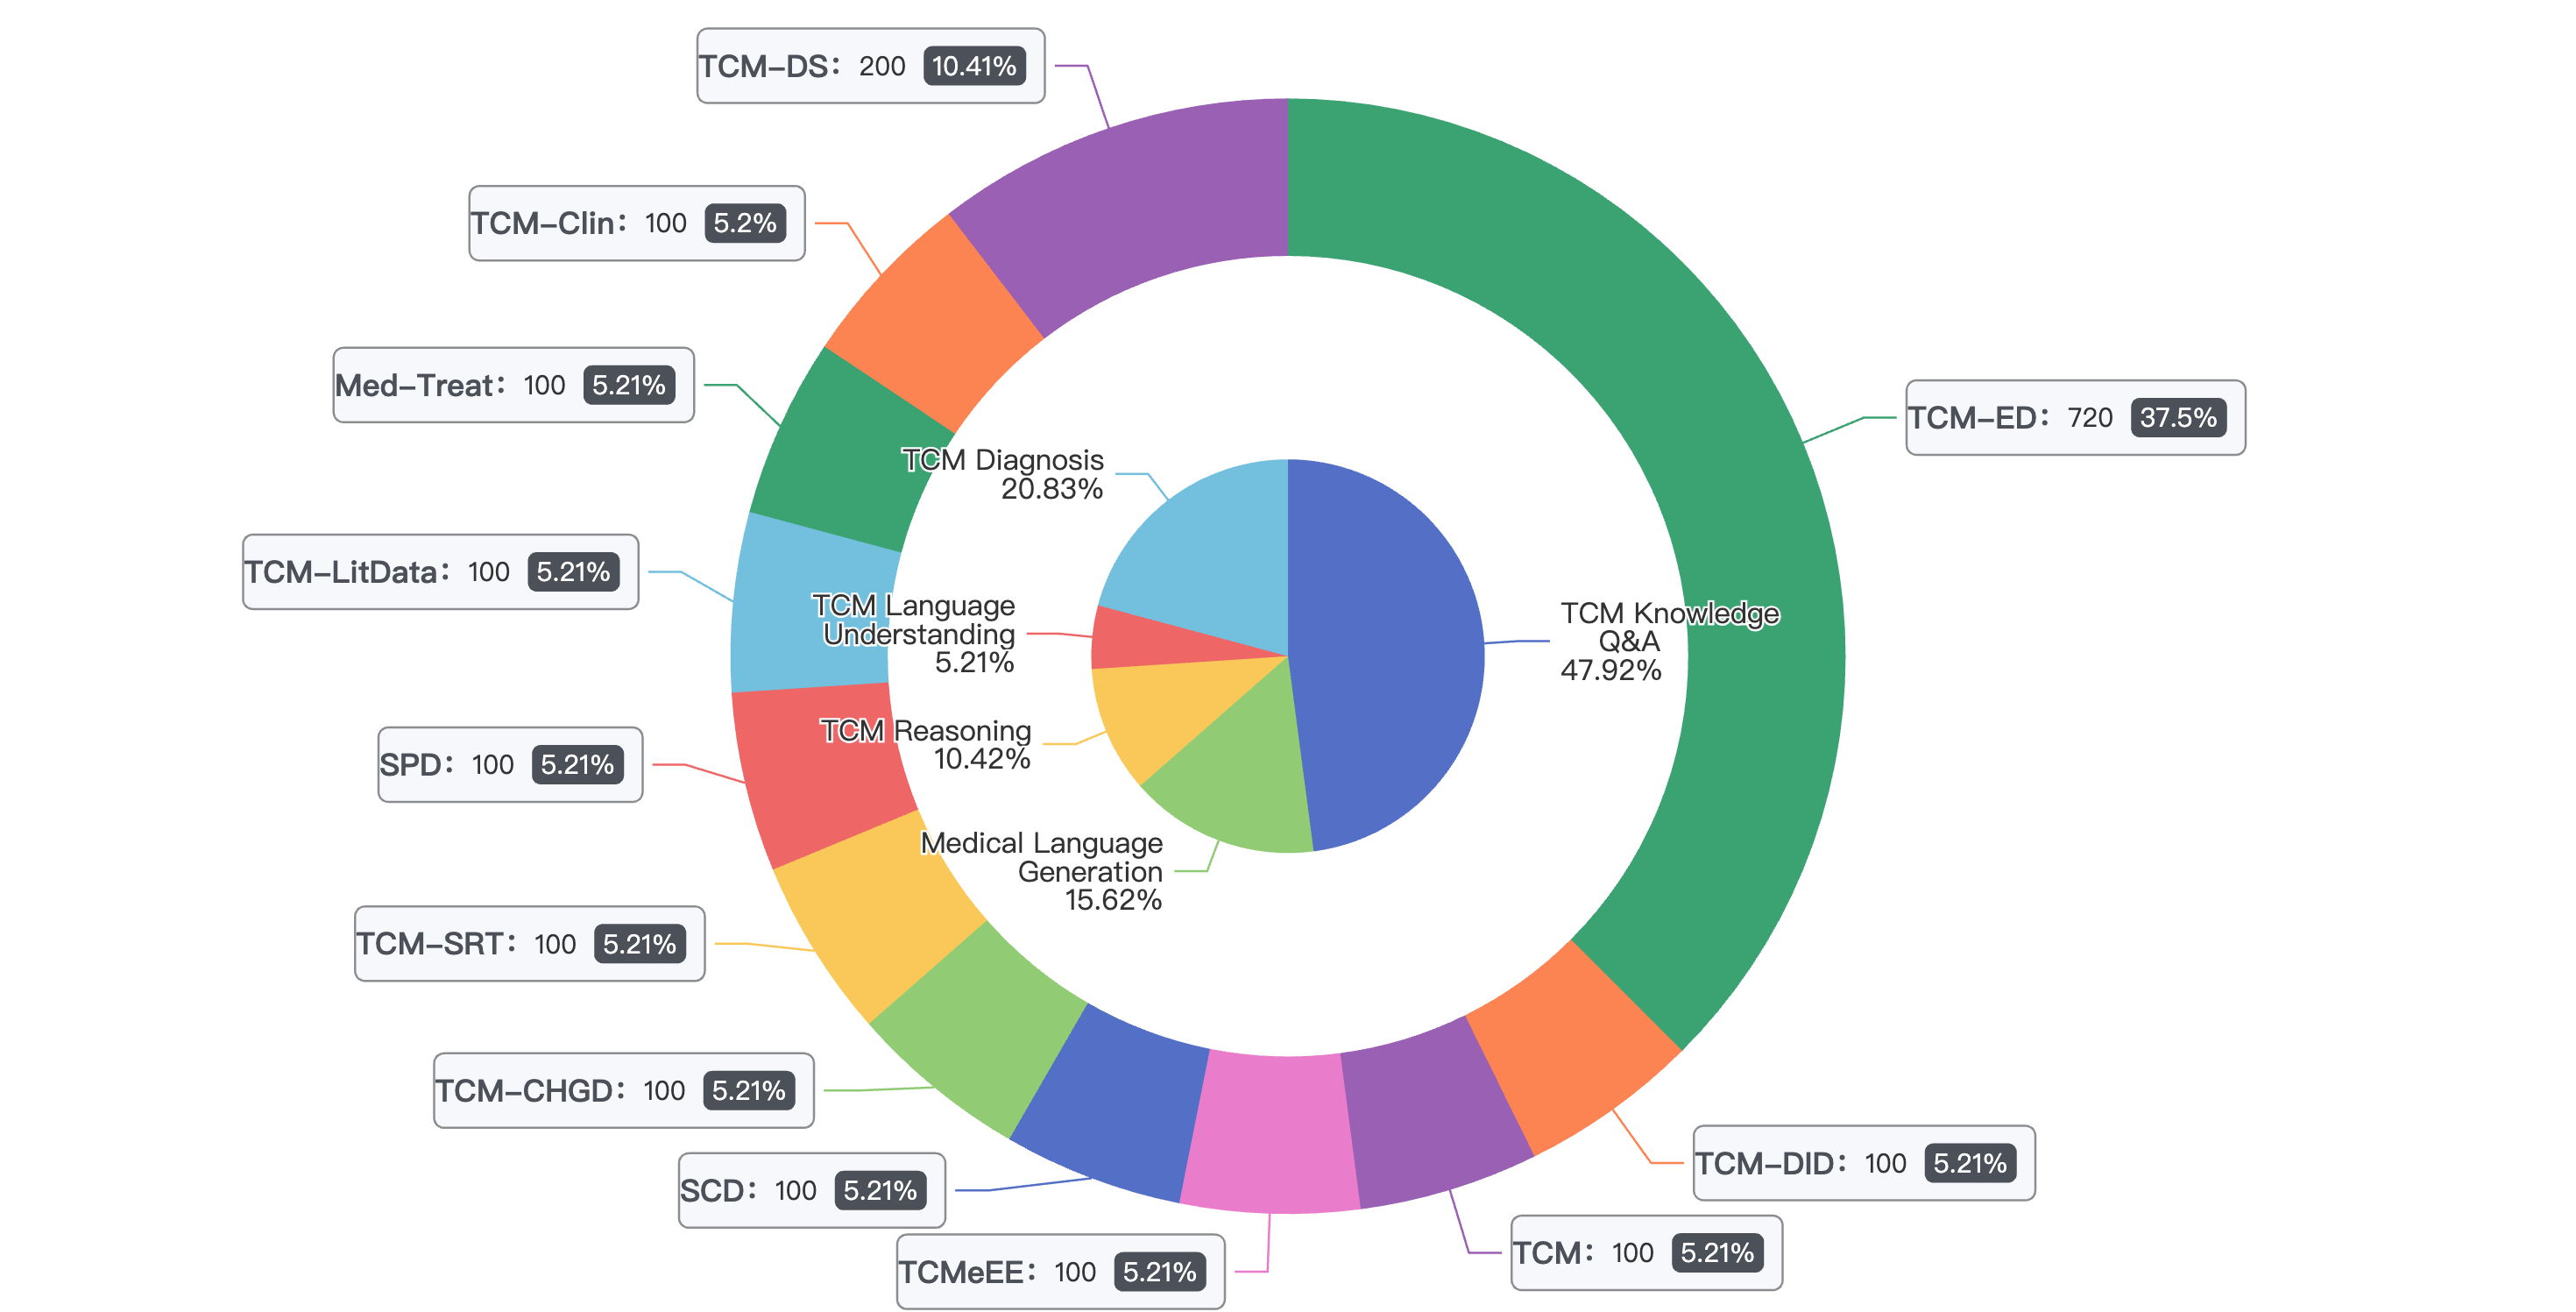 TCM-DS： 200 10.41%
TCM-Clin： 100 5.2%
Med-Treat： 100 5.21%
TCM-ED： 720 37.5%
TCM Diagnosis
20.83%
TCM-LitData： 100 5.21%
TCM Language
Understanding
5.21%
TCM Knowledge
Q&A
47.92%
TCM Reasoning
10.42%
SPD： 100 5.21%
Medical Language
Generation
15.62%
TCM-SRT： 100 5.21%
TCM-CHGD： 100 5.21%
TCM-DID： 100 5.21%
SCD： 100 5.21%
TCM： 100 5.21%
TCMeEE： 100 5.21%